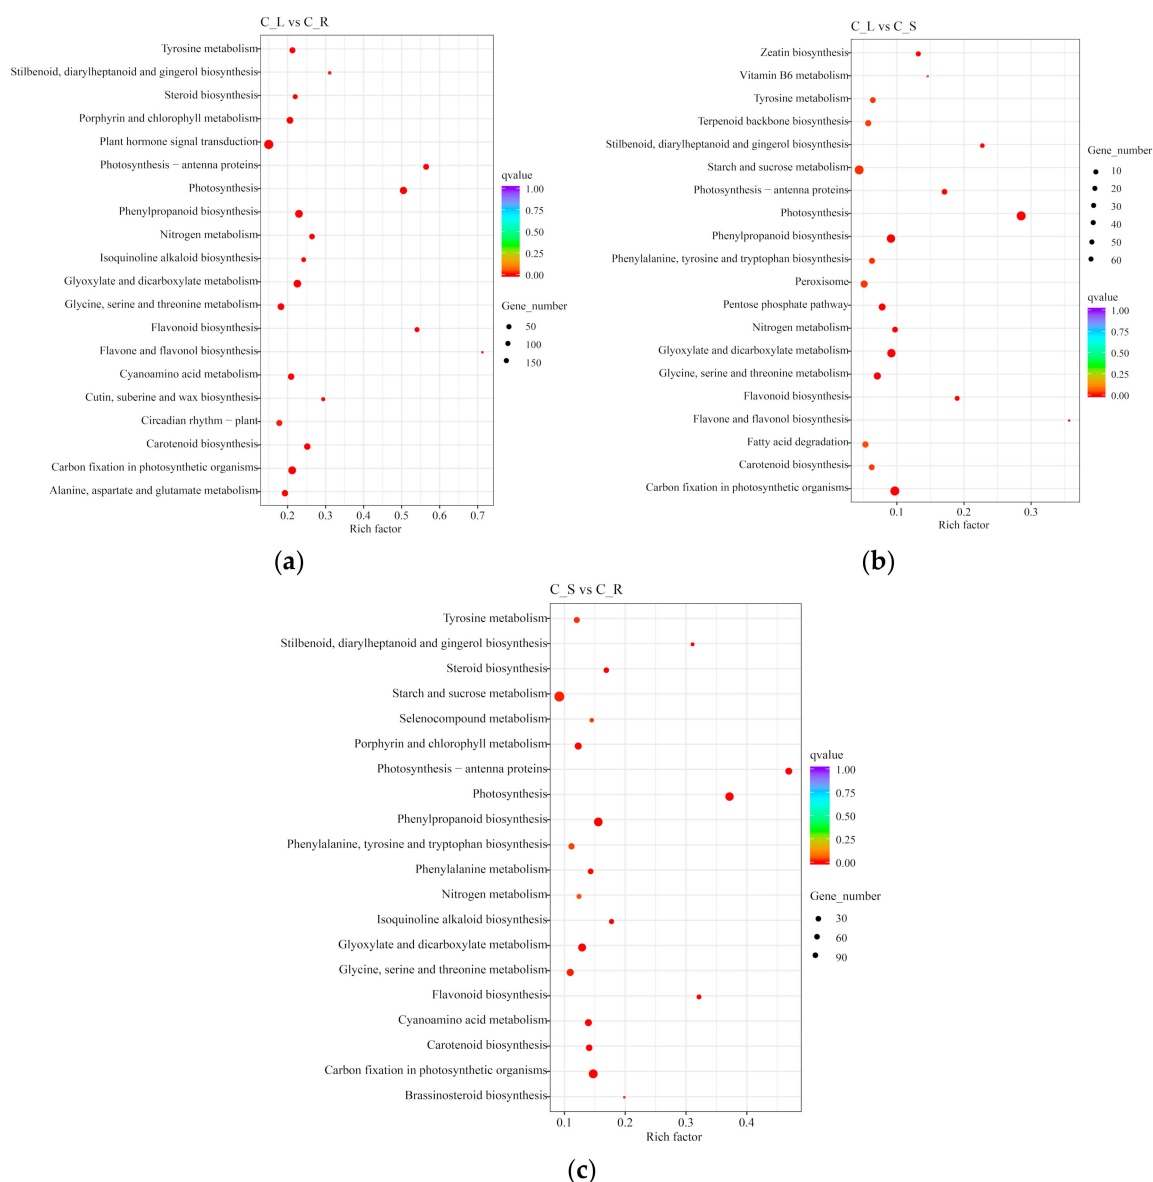 C_L vs C_R
Tyrosine metabolism
Stilbenoid, diarylheptanoid and gingerol biosynthesis
Steroid biosynthesis
Porphyrin and chlorophyll metabolism
Plant hormone signal transduction
Photosynthesis − antenna proteins
Photosynthesis
Phenylpropanoid biosynthesis
Nitrogen metabolism
Isoquinoline alkaloid biosynthesis
Glyoxylate and dicarboxylate metabolism
Glycine, serine and threonine metabolism
Flavonoid biosynthesis
Flavone and flavonol biosynthesis
Cyanoamino acid metabolism
Cutin, suberine and wax biosynthesis
Circadian rhythm − plant
Carotenoid biosynthesis
Carbon fixation in photosynthetic organisms
Alanine, aspartate and glutamate metabolism
0.2 0.3 0.4 0.5 0.6 0.7
Rich factor
qvalue
1.00
0.75
0.50
0.25
0.00
Gene_number
50
100
150
(a)
C_L vs C_S
Zeatin biosynthesis
Vitamin B6 metabolism
Tyrosine metabolism
Terpenoid backbone biosynthesis
Stilbenoid, diarylheptanoid and gingerol biosynthesis
Starch and sucrose metabolism
Photosynthesis − antenna proteins
Photosynthesis
Phenylpropanoid biosynthesis
Phenylalanine, tyrosine and tryptophan biosynthesis
Peroxisome
Pentose phosphate pathway
Nitrogen metabolism
Glyoxylate and dicarboxylate metabolism
Glycine, serine and threonine metabolism
Flavonoid biosynthesis
Flavone and flavonol biosynthesis
Fatty acid degradation
Carotenoid biosynthesis
Carbon fixation in photosynthetic organisms
0.1 0.2 0.3
Rich factor
Gene_number
10
20
30
40
50
60
qvalue
1.00
0.75
0.50
0.25
0.00
(b)
C_S vs C_R
Tyrosine metabolism
Stilbenoid, diarylheptanoid and gingerol biosynthesis
Steroid biosynthesis
Starch and sucrose metabolism
Selenocompound metabolism
Porphyrin and chlorophyll metabolism
Photosynthesis − antenna proteins
Photosynthesis
Phenylpropanoid biosynthesis
Phenylalanine, tyrosine and tryptophan biosynthesis
Phenylalanine metabolism
Nitrogen metabolism
Isoquinoline alkaloid biosynthesis
Glyoxylate and dicarboxylate metabolism
Glycine, serine and threonine metabolism
Flavonoid biosynthesis
Cyanoamino acid metabolism
Carotenoid biosynthesis
Carbon fixation in photosynthetic organisms
Brassinosteroid biosynthesis
0.1 0.2 0.3 0.4
Rich factor
qvalue
1.00
0.75
0.50
0.25
0.00
Gene_number
30
60
90
(c)